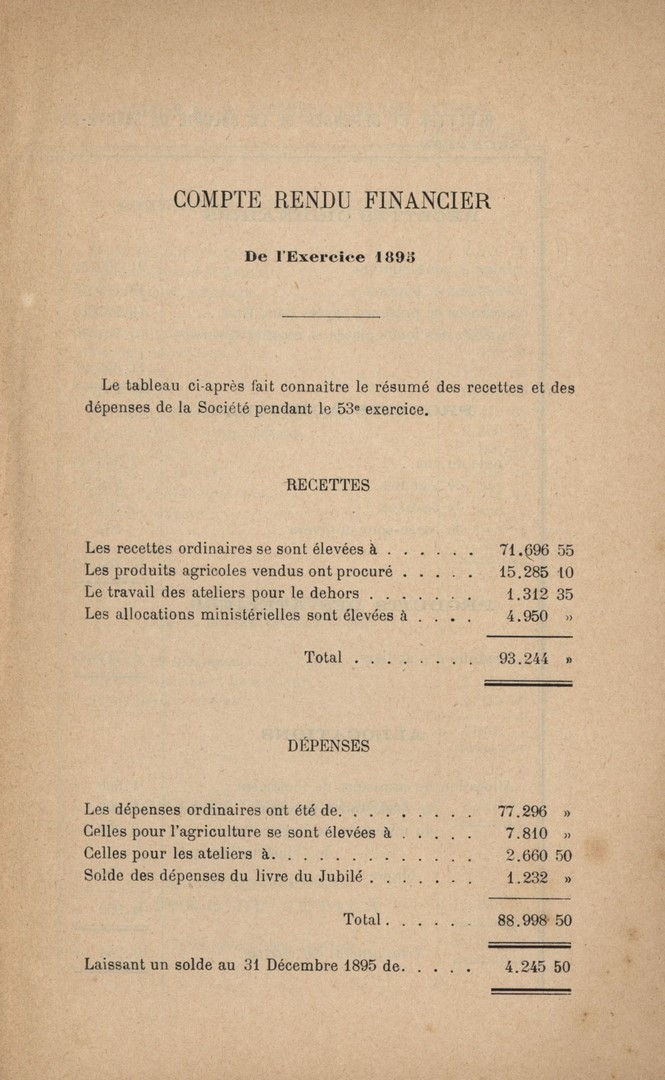 COMPTE RENDU FINANCIER
De l'Exercice 1895
Le tableau ci-après fait connaître le résumé des recettes et des
dépenses de la Société pendant le 53e exercice.
RECETTES
Les recettes ordinaires se sont élevées à . . . . . . 71.696 55
Les produits agricoles vendus ont procuré . . . . . 15.285 10
Le travail des ateliers pour le dehors . . . . . . . 1.312 35
Les allocations ministérielles sont élevées à . . . . 4.950 »
Total . . . . . . . . 93.244 »
DÉPENSES
Les dépenses ordinaires ont été de. . . . . . . . . 77.296 »
Celles pour l'agriculture se sont élevées à . . . . . 7.810 »
Celles pour les ateliers à. . . . . . . . . . . . . 2.660 50
Solde des dépenses du livre du Jubilé . . . . . . . 1.232 »
Total. . . . . . 88.998 50
Laissant un solde au 31 Décembre 1895 de. . . . . 4.245 50